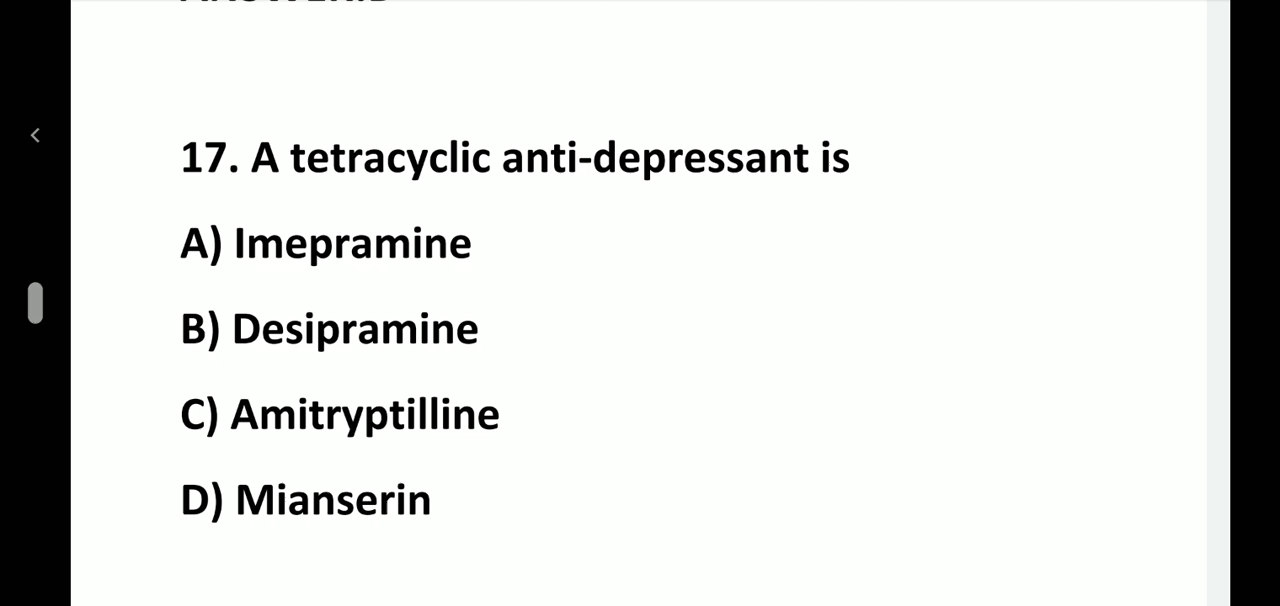 17. A tetracyclic anti-depressant is
A) Imepramine
B) Desipramine
C) Amitryptilline
D) Mianserin